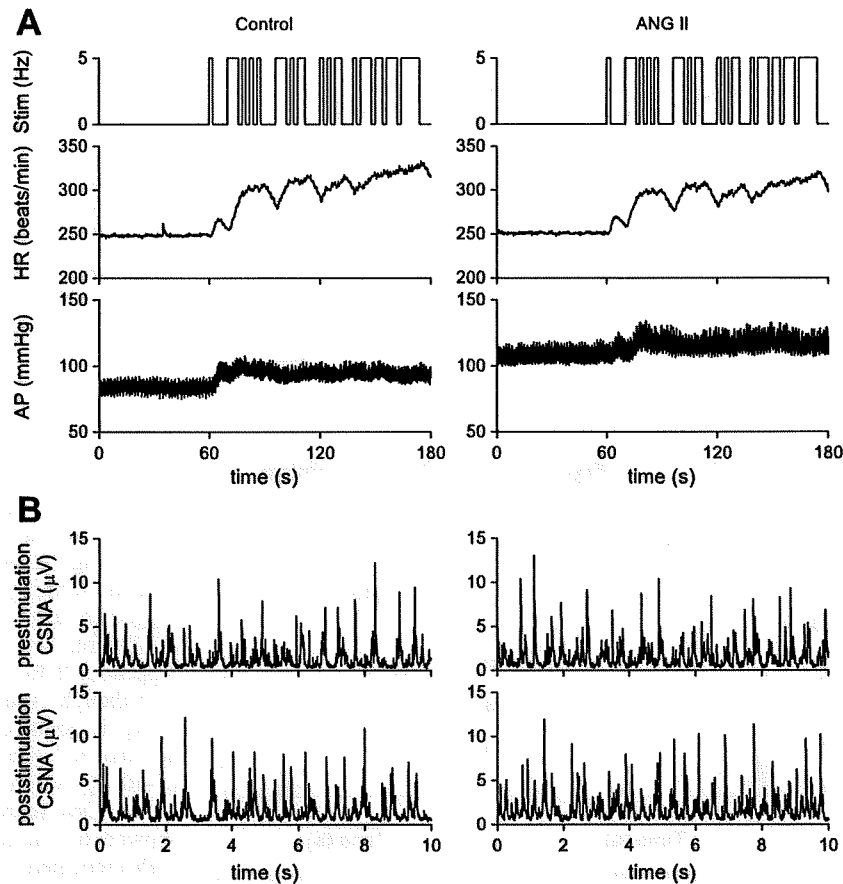 A
Control
ANG II
Stim (Hz)
5
0
5
0
HR (beats/min)
350
300
250
200
350
300
250
200
AP (mmHg)
150
100
50
150
100
50
0 60 120 180
0 60 120 180
time (s)
time (s)
B
prestimulation
CSNA (μV)
15
10
5
0
15
10
5
0
poststimulation
CSNA (μV)
15
10
5
0
15
10
5
0
0 2 4 6 8 10
0 2 4 6 8 10
time (s)
time (s)